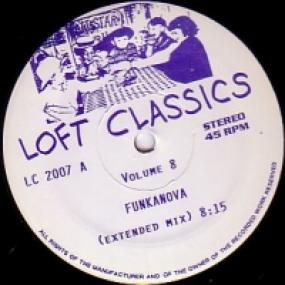 LOFT CLASSICS
LC 2007 A
VOLUME 8
STEREO
45 RPM
FUNKANOVA
(EXTENDED MIX) 8:15
ALL RIGHTS OF THE MANUFACTURER AND OF THE OWNER OF THE RECORDED WORK RESERVED